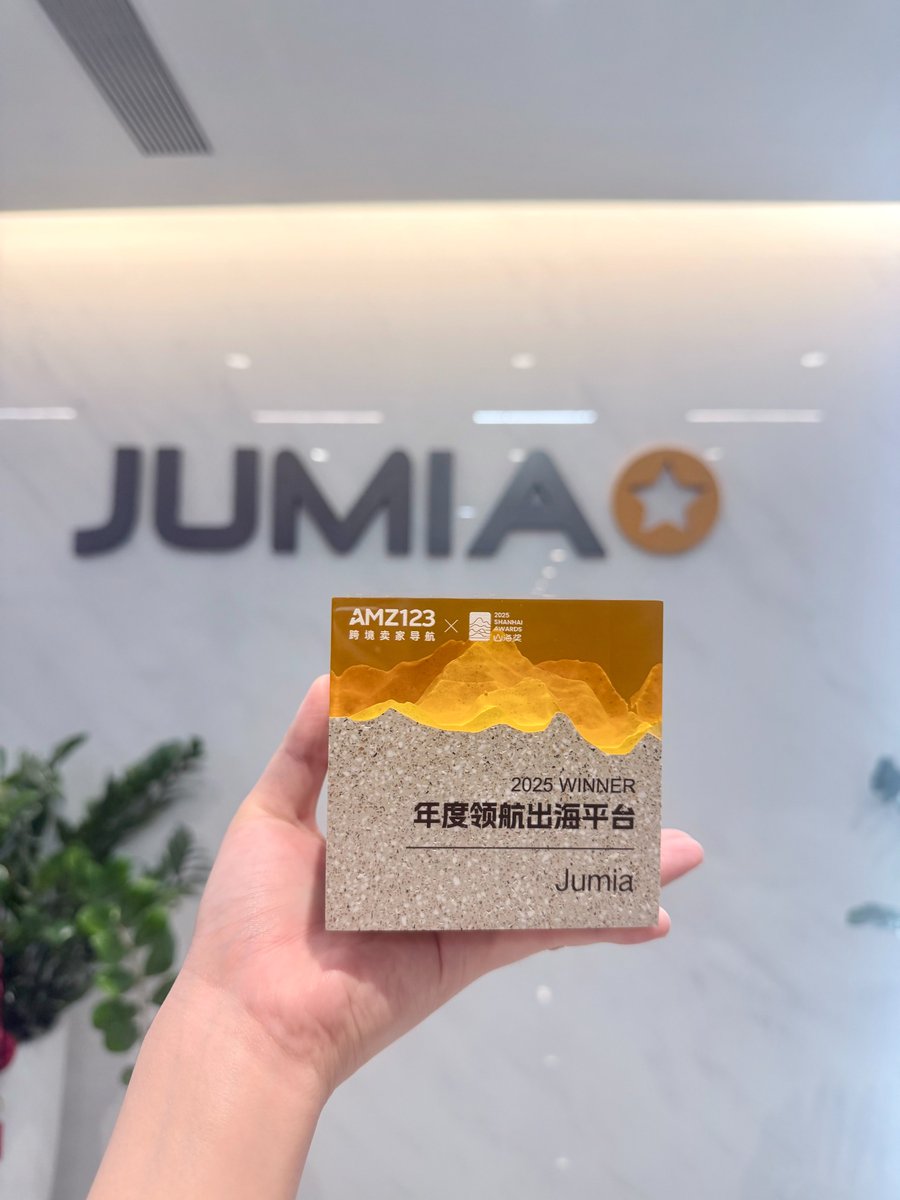 JUMIA
AMZ123
跨境卖家导航
2025
SHANHAI
AWARDS
山海奖
2025 WINNER
年度领航出海平台
Jumia